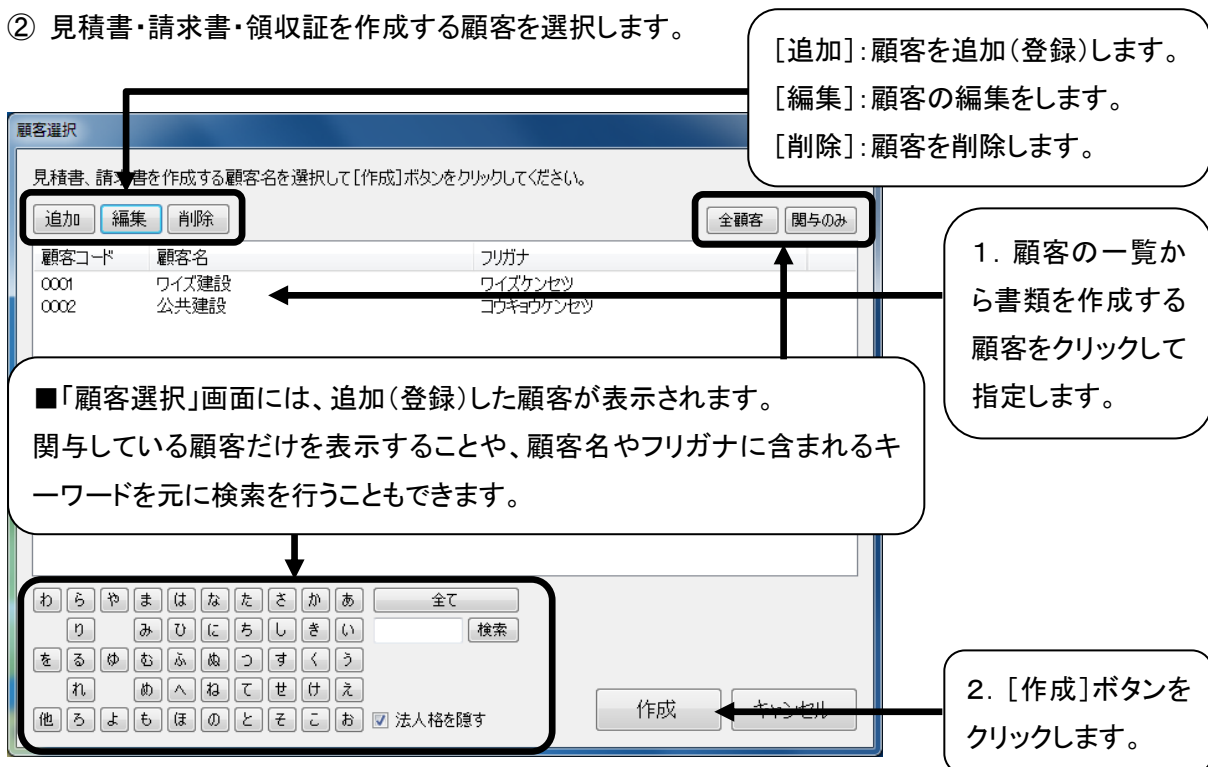 ② 見積書・請求書・領収証を作成する顧客を選択します。
[追加]：顧客を追加（登録）します。
[編集]：顧客の編集をします。
[削除]：顧客を削除します。
顧客選択
見積書、請求書を作成する顧客名を選択して[作成]ボタンをクリックしてください。
追加 編集 削除 全顧客 関与のみ
顧客コード 顧客名 フリガナ
0001 ワイズ建設 ワイズケンセツ
0002 公共建設 コウキョウケンセツ
１．顧客の一覧か
ら書類を作成する
顧客をクリックして
指定します。
■「顧客選択」画面には、追加（登録）した顧客が表示されます。
関与している顧客だけを表示することや、顧客名やフリガナに含まれるキ
ーワードを元に検索を行うこともできます。
わ ら や ま は な た さ か あ 全て
り み ひ に ち し き い 検索
を る ゆ む ふ ぬ つ す く う
れ め へ ね て せ け え
他 ろ よ も ほ の と そ こ お 法人格を隠す
作成 キャンセル
２．[作成]ボタンを
クリックします。